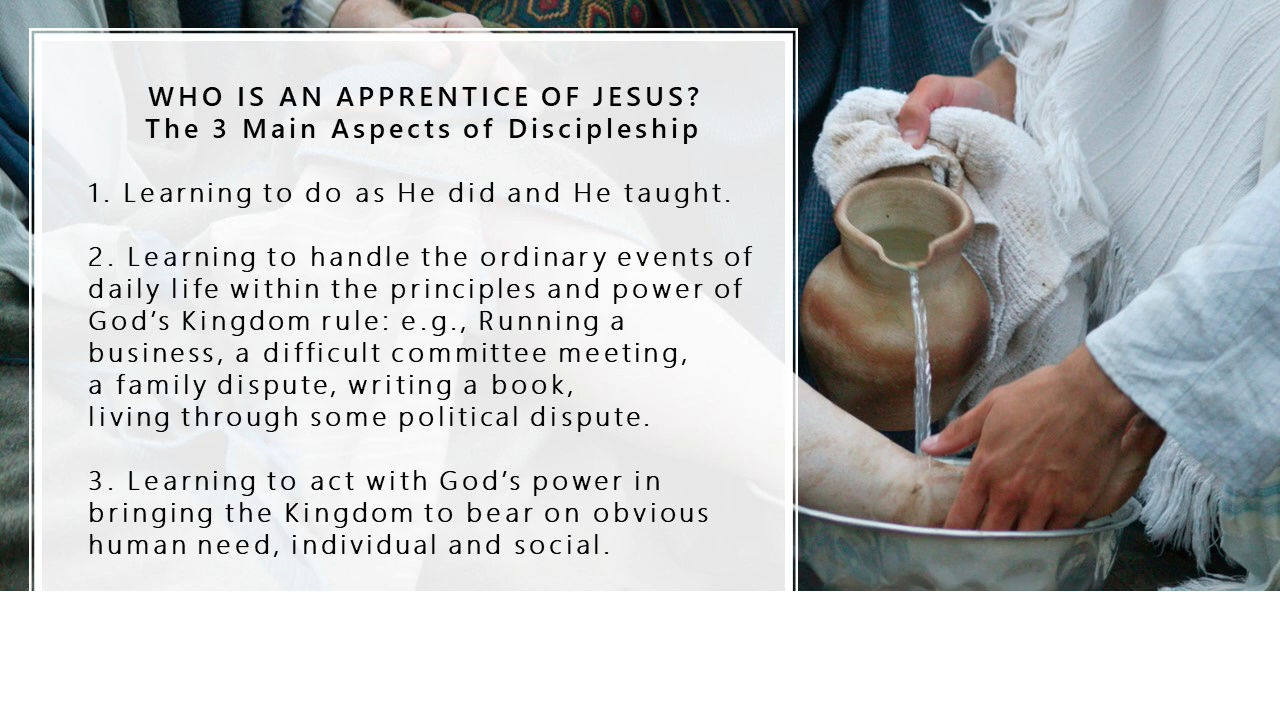 WHO IS AN APPRENTICE OF JESUS?
The 3 Main Aspects of Discipleship
1. Learning to do as He did and He taught.
2. Learning to handle the ordinary events of
daily life within the principles and power of
God’s Kingdom rule: e.g., Running a
business, a difficult committee meeting,
a family dispute, writing a book,
living through some political dispute.
3. Learning to act with God’s power in
bringing the Kingdom to bear on obvious
human need, individual and social.